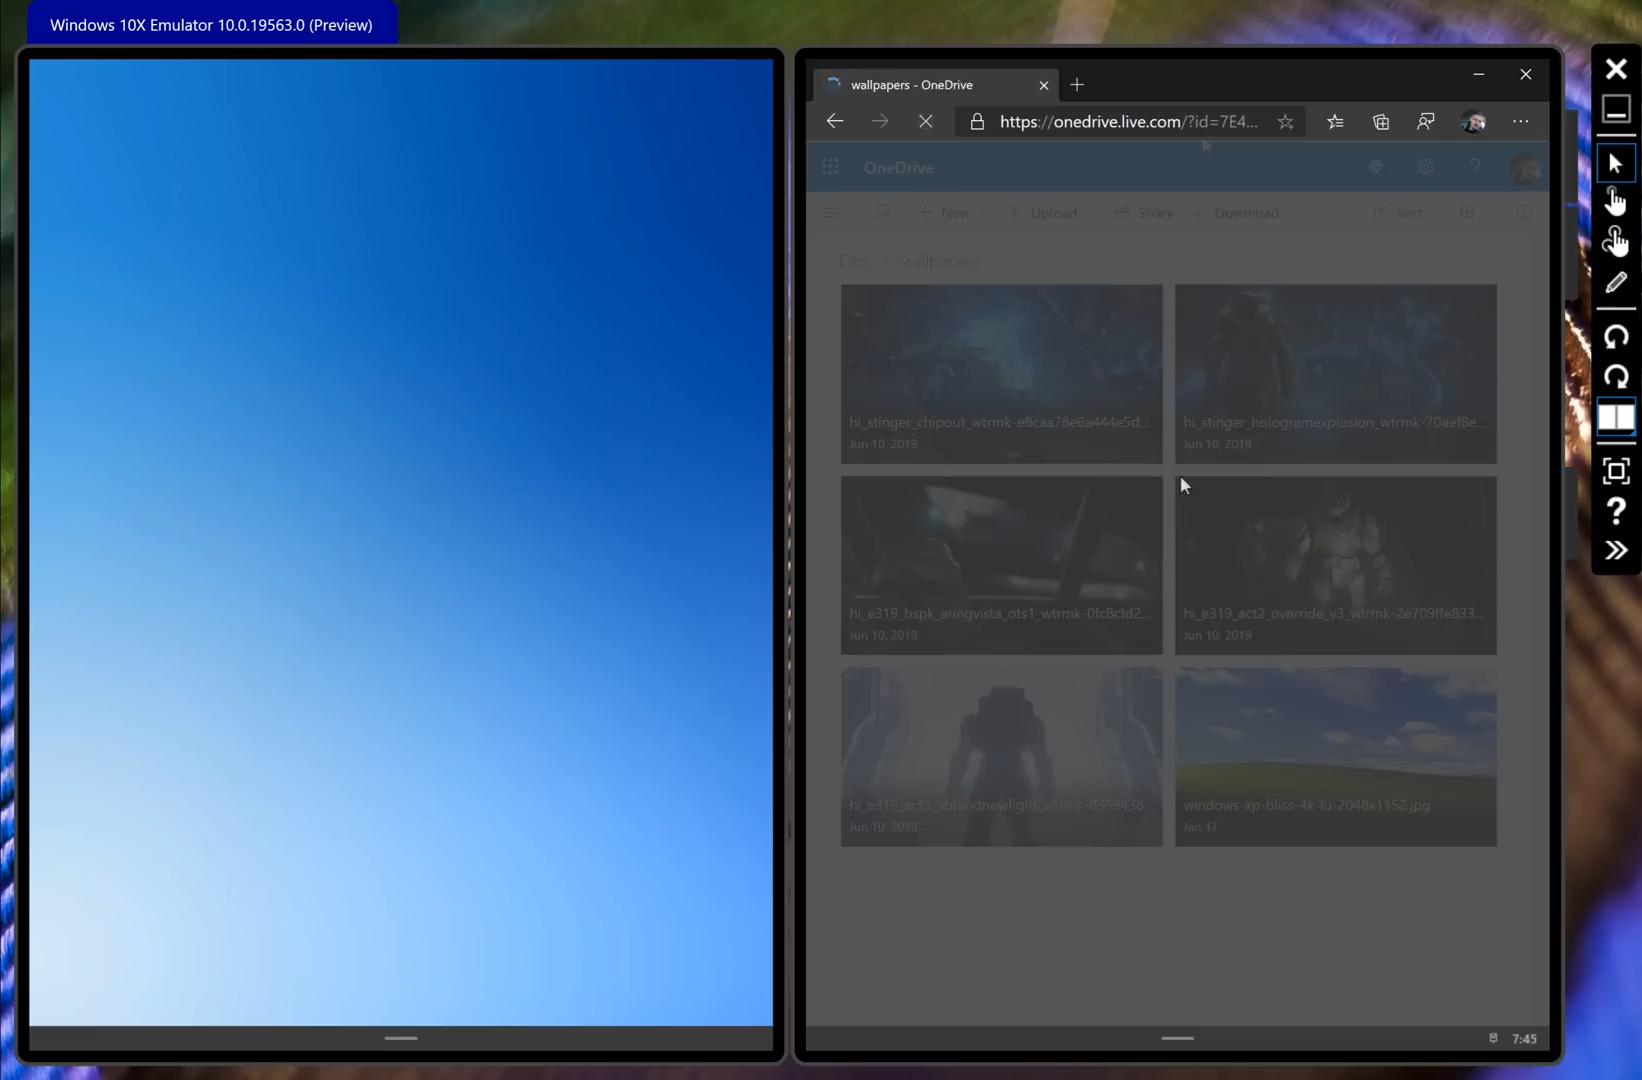 Windows 10X Emulator 10.0.19563.0 (Preview)
wallpapers - OneDrive
https://onedrive.live.com/?id=7E4...
OneDrive
?
New
Upload
Share
Download
Sort
Files
wallpapers
hi_stinger_chipout_wtrmk-e8caa78e6a444e5d...
Jun 10, 2019
hi_stinger_hologramexplosion_wtrmk-70aef8e...
Jun 10, 2019
hi_e319_bspk_aringvista_ots1_wtrmk-0fc8ctd2...
Jun 10, 2019
hi_e319_act2_override_v3_wtrmk-2e709ffe833...
Jun 10, 2019
hi_e319_act3_abrandnewfight_wtrmk-8399438...
Jun 10, 2019
windows-xp-bliss-4k-lu-2048x1152.jpg
Jan 17
7:45
?